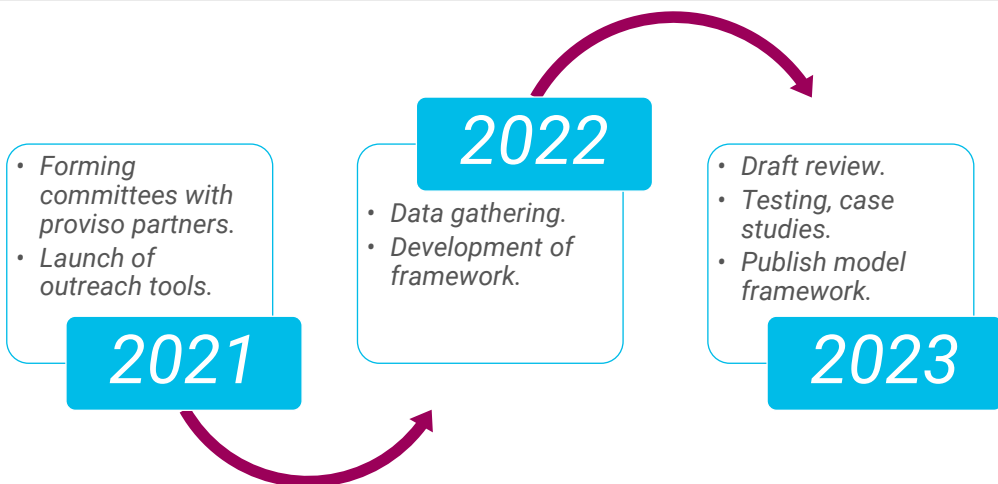 • Forming
committees with
proviso partners.
• Launch of
outreach tools.
2021
2022
• Data gathering.
• Development of
framework.
• Draft review.
• Testing, case
studies.
• Publish model
framework.
2023